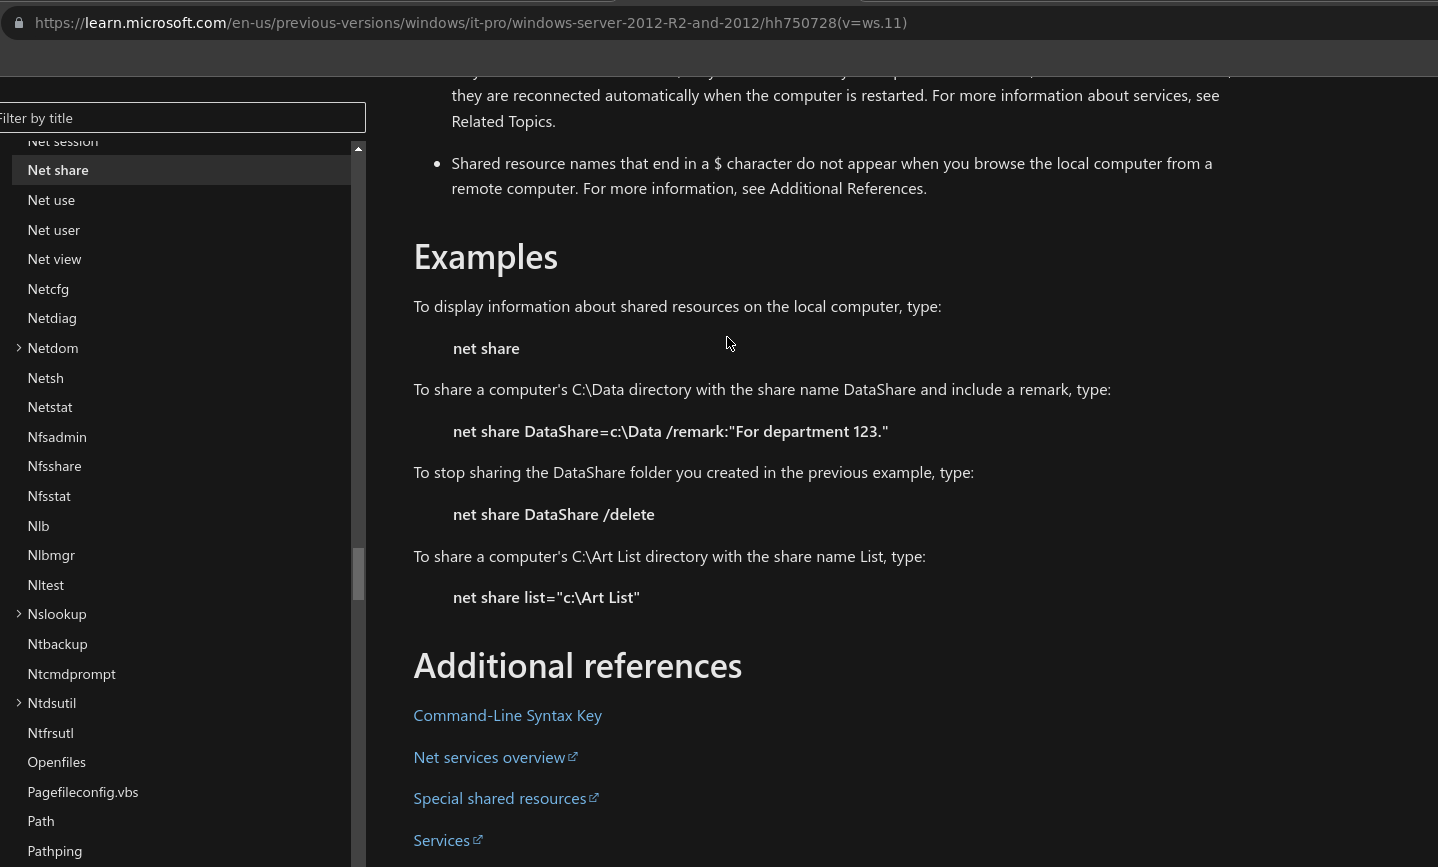 https://learn.microsoft.com/en-us/previous-versions/windows/it-pro/windows-server-2012-R2-and-2012/hh750728(v=ws.11)
Filter by title
Net session
Net share
Net use
Net user
Net view
Netcfg
Netdiag
Netdom
Netsh
Netstat
Nfsadmin
Nfsshare
Nfsstat
Nlb
Nlbmgr
Nltest
Nslookup
Ntbackup
Ntcmdprompt
Ntdsutil
Ntfrsutl
Openfiles
Pagefileconfig.vbs
Path
Pathping
they are reconnected automatically when the computer is restarted. For more information about services, see
Related Topics.
• Shared resource names that end in a $ character do not appear when you browse the local computer from a
remote computer. For more information, see Additional References.
Examples
To display information about shared resources on the local computer, type:
net share
To share a computer's C:\Data directory with the share name DataShare and include a remark, type:
net share DataShare=c:\Data /remark:"For department 123."
To stop sharing the DataShare folder you created in the previous example, type:
net share DataShare /delete
To share a computer's C:\Art List directory with the share name List, type:
net share list="c:\Art List"
Additional references
Command-Line Syntax Key
Net services overview
Special shared resources
Services